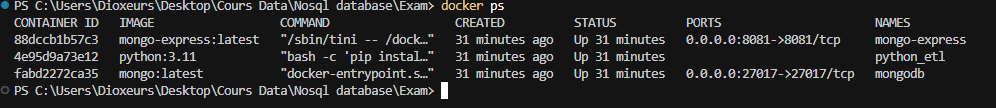 PS C:\Users\Dioxeurs\Desktop\Cours Data\Nosql database\Exam> docker ps
CONTAINER ID   IMAGE                  COMMAND                  CREATED          STATUS          PORTS                      NAMES
88dccb1b57c3   mongo-express:latest   "/sbin/tini -- /dock…"   31 minutes ago   Up 31 minutes   0.0.0.0:8081->8081/tcp     mongo-express
4e95d9a73e12   python:3.11            "bash -c 'pip instal…"   31 minutes ago   Up 31 minutes                              python_etl
fabd2272ca35   mongo:latest           "docker-entrypoint.s…"   31 minutes ago   Up 31 minutes   0.0.0.0:27017->27017/tcp   mongodb
PS C:\Users\Dioxeurs\Desktop\Cours Data\Nosql database\Exam>